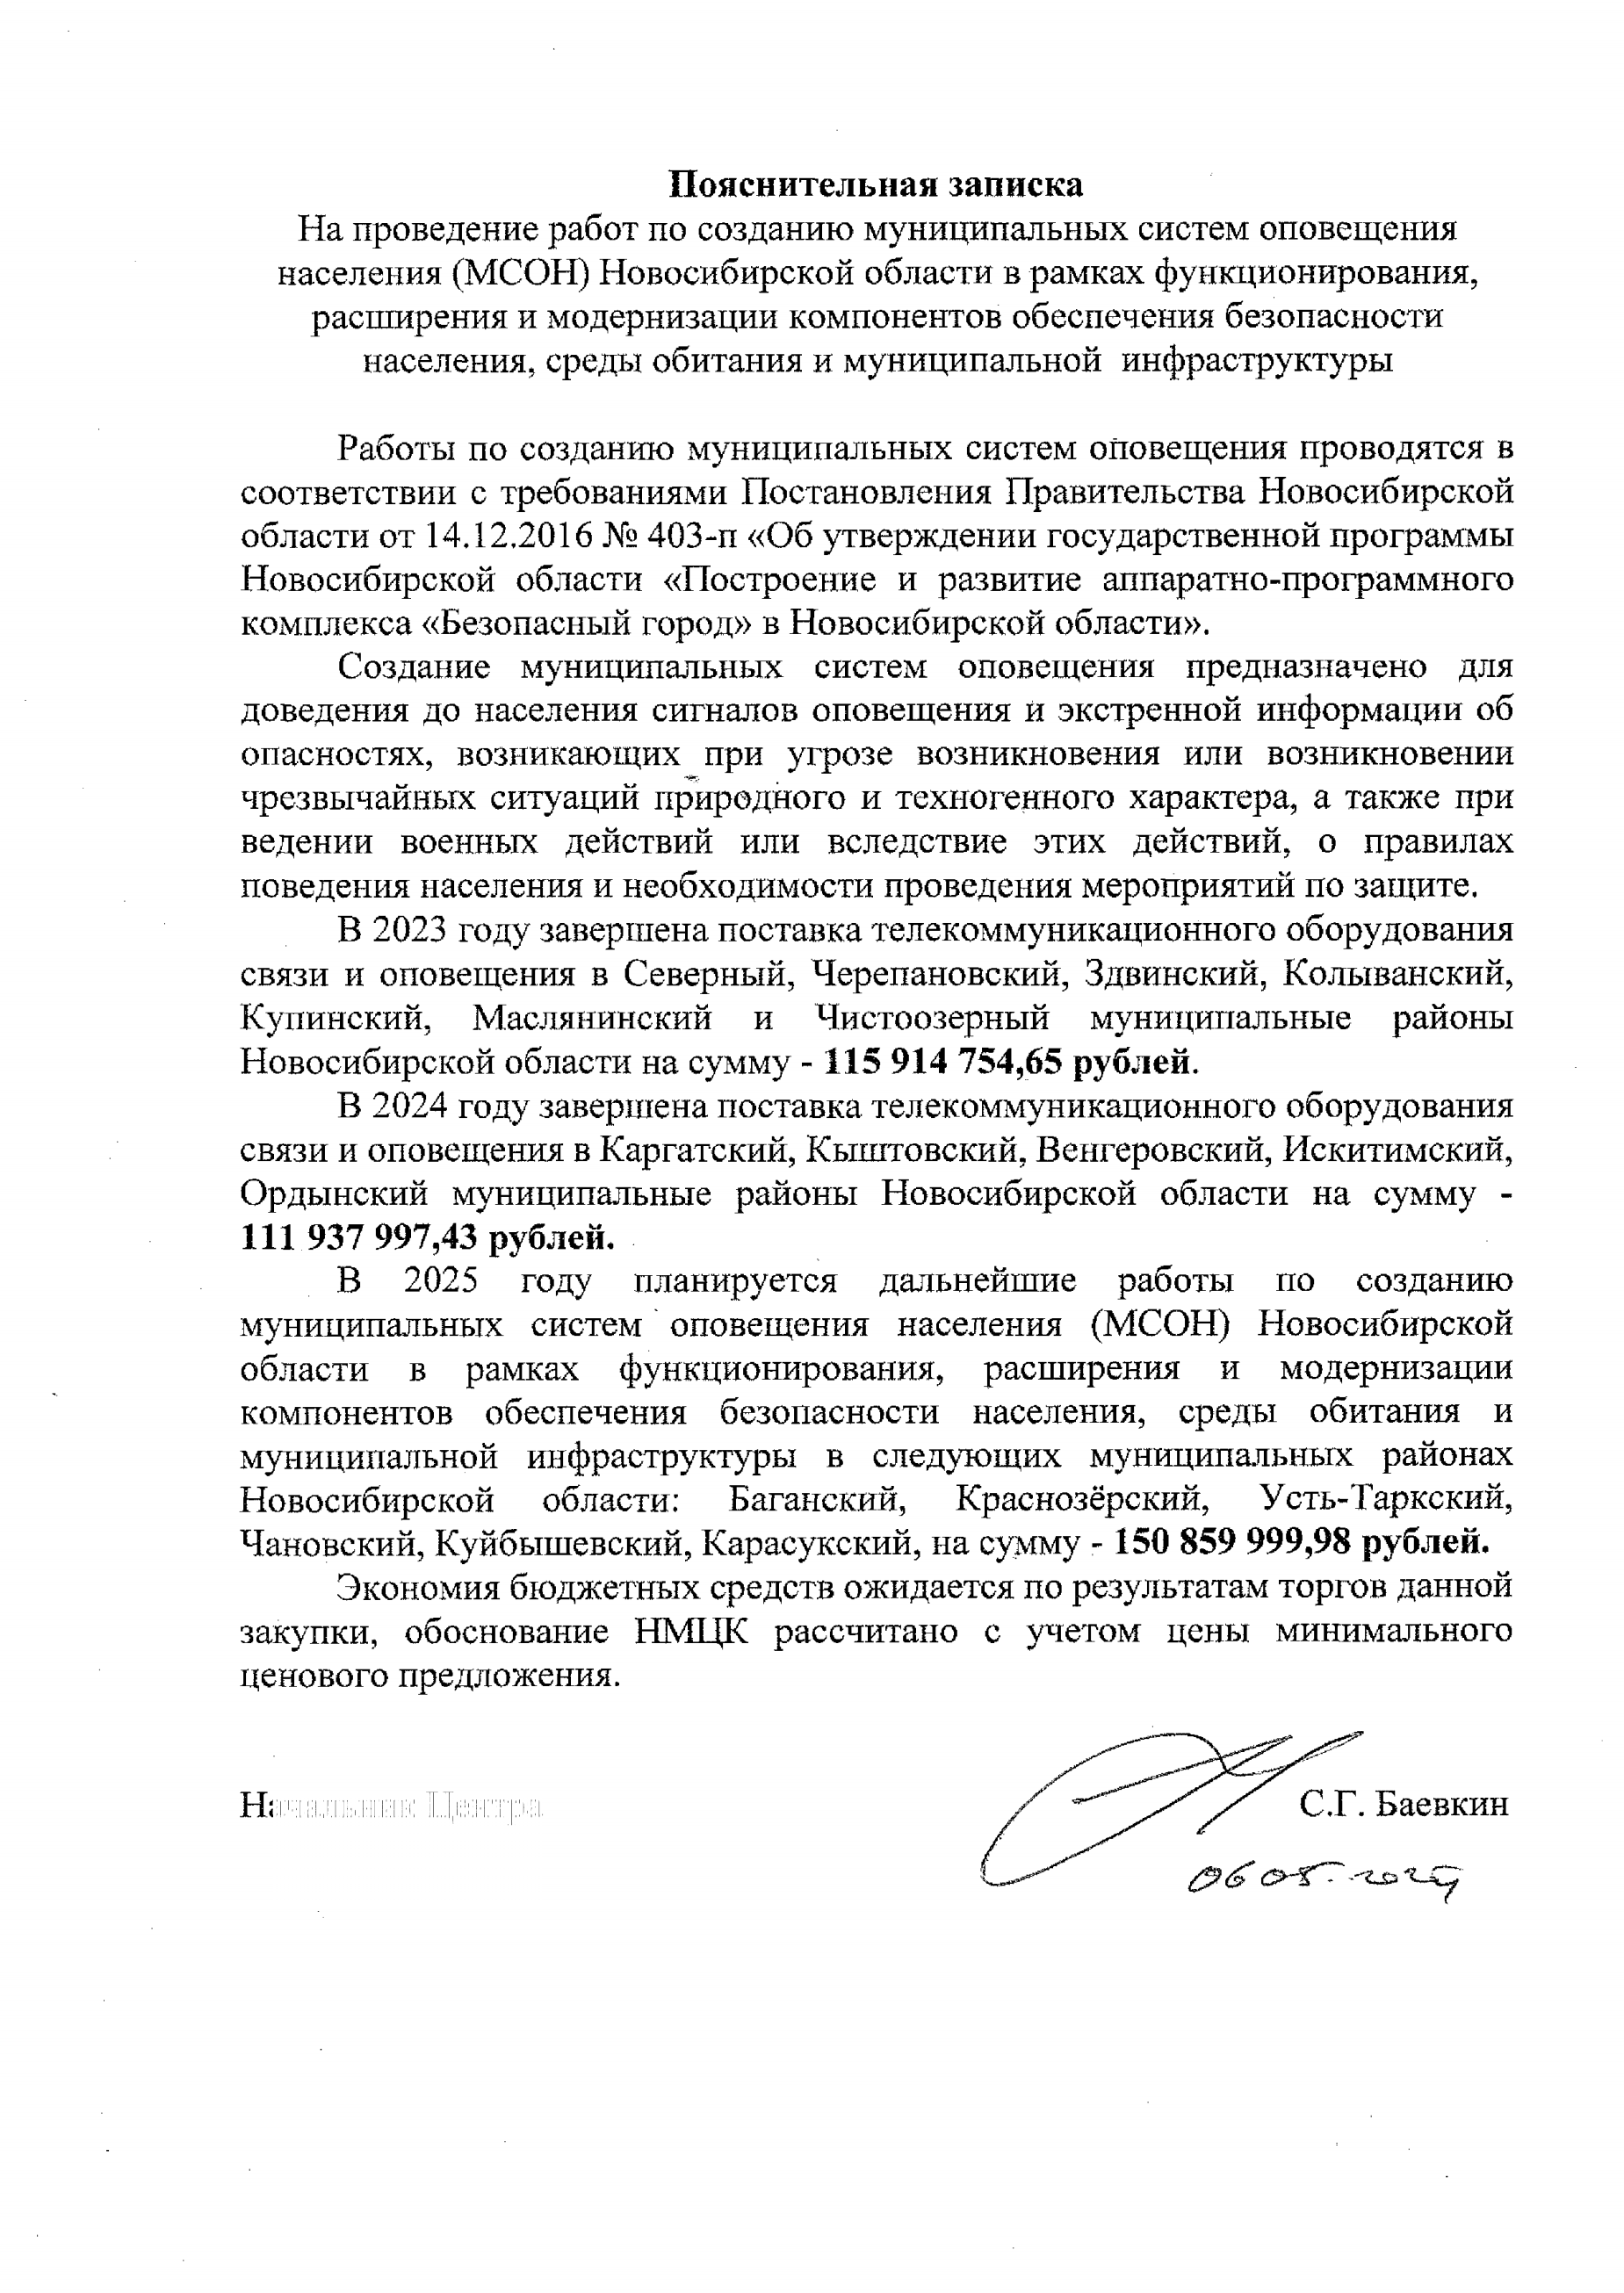 Пояснительная записка
На проведение работ по созданию муниципальных систем оповещения
населения (МСОН) Новосибирской области в рамках функционирования,
расширения и модернизации компонентов обеспечения безопасности
населения, среды обитания и муниципальной инфраструктуры
Работы по созданию муниципальных систем оповещения проводятся в
соответствии с требованиями Постановления Правительства Новосибирской
области от 14.12.2016 № 403-п «Об утверждении государственной программы
Новосибирской области «Построение и развитие аппаратно-программного
комплекса «Безопасный город» в Новосибирской области».
Создание муниципальных систем оповещения предназначено для
доведения до населения сигналов оповещения и экстренной информации об
опасностях, возникающих при угрозе возникновения или возникновении
чрезвычайных ситуаций природного и техногенного характера, а также при
ведении военных действий или вследствие этих действий, о правилах
поведения населения и необходимости проведения мероприятий по защите.
В 2023 году завершена поставка телекоммуникационного оборудования
связи и оповещения в Северный, Черепановский, Здвинский, Колыванский,
Купинский, Маслянинский и Чистоозерный муниципальные районы
Новосибирской области на сумму - 115 914 754,65 рублей.
В 2024 году завершена поставка телекоммуникационного оборудования
связи и оповещения в Каргатский, Кыштовский, Венгеровский, Искитимский,
Ордынский муниципальные районы Новосибирской области на сумму -
111 937 997,43 рублей.
В 2025 году планируется дальнейшие работы по созданию
муниципальных систем оповещения населения (МСОН) Новосибирской
области в рамках функционирования, расширения и модернизации
компонентов обеспечения безопасности населения, среды обитания и
муниципальной инфраструктуры в следующих муниципальных районах
Новосибирской области: Баганский, Краснозёрский, Усть-Таркский,
Чановский, Куйбышевский, Карасукский, на сумму - 150 859 999,98 рублей.
Экономия бюджетных средств ожидается по результатам торгов данной
закупки, обоснование НМЦК рассчитано с учетом цены минимального
ценового предложения.
Начальник Центра С.Г. Баевкин
06 05.